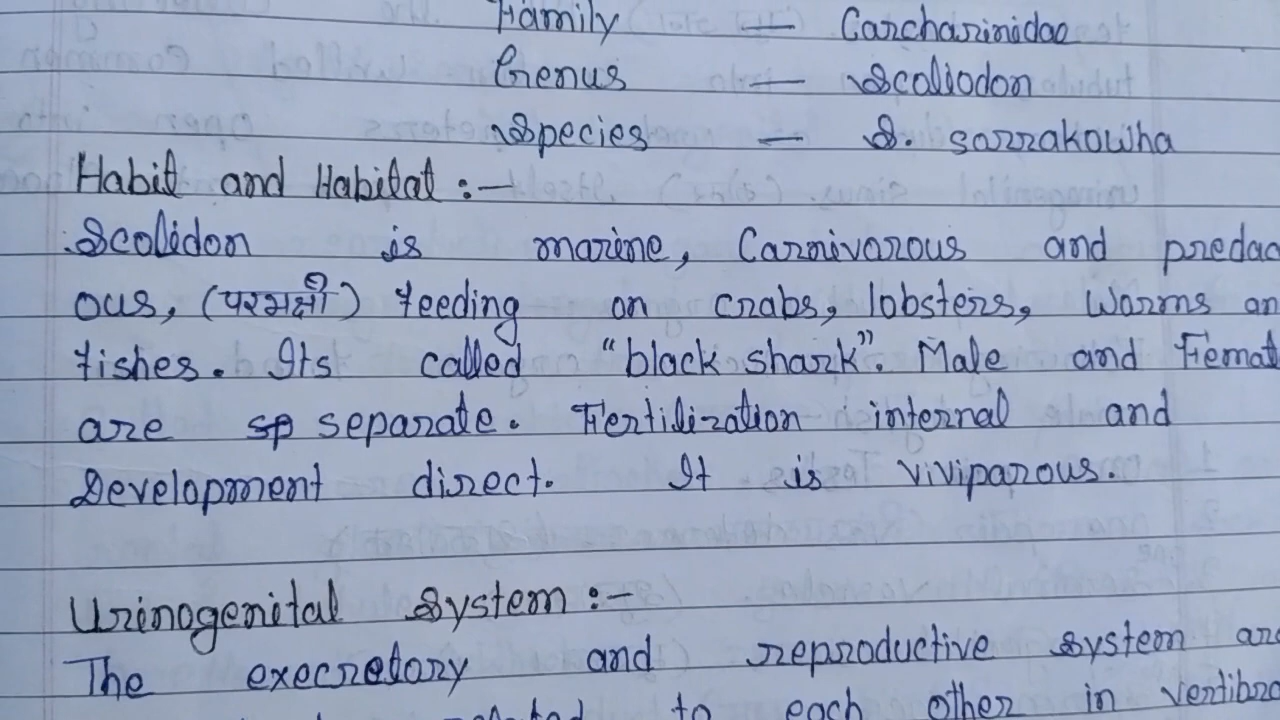 Family — Carcharinidae
Genus — Scoliodon
Species — S. sorrakowha
Habit and Habitat :-
Scolidon is marine, Carnivorous and predac
ous, (परभक्षी) feeding on crabs, lobsters, Worms an
fishes. Its called "black shark". Male and Femal
are sp separate. Fertilization internal and
Development direct. It is viviparous.
Urinogenital System :-
The execretory and reproductive system are
to each other in vertibra